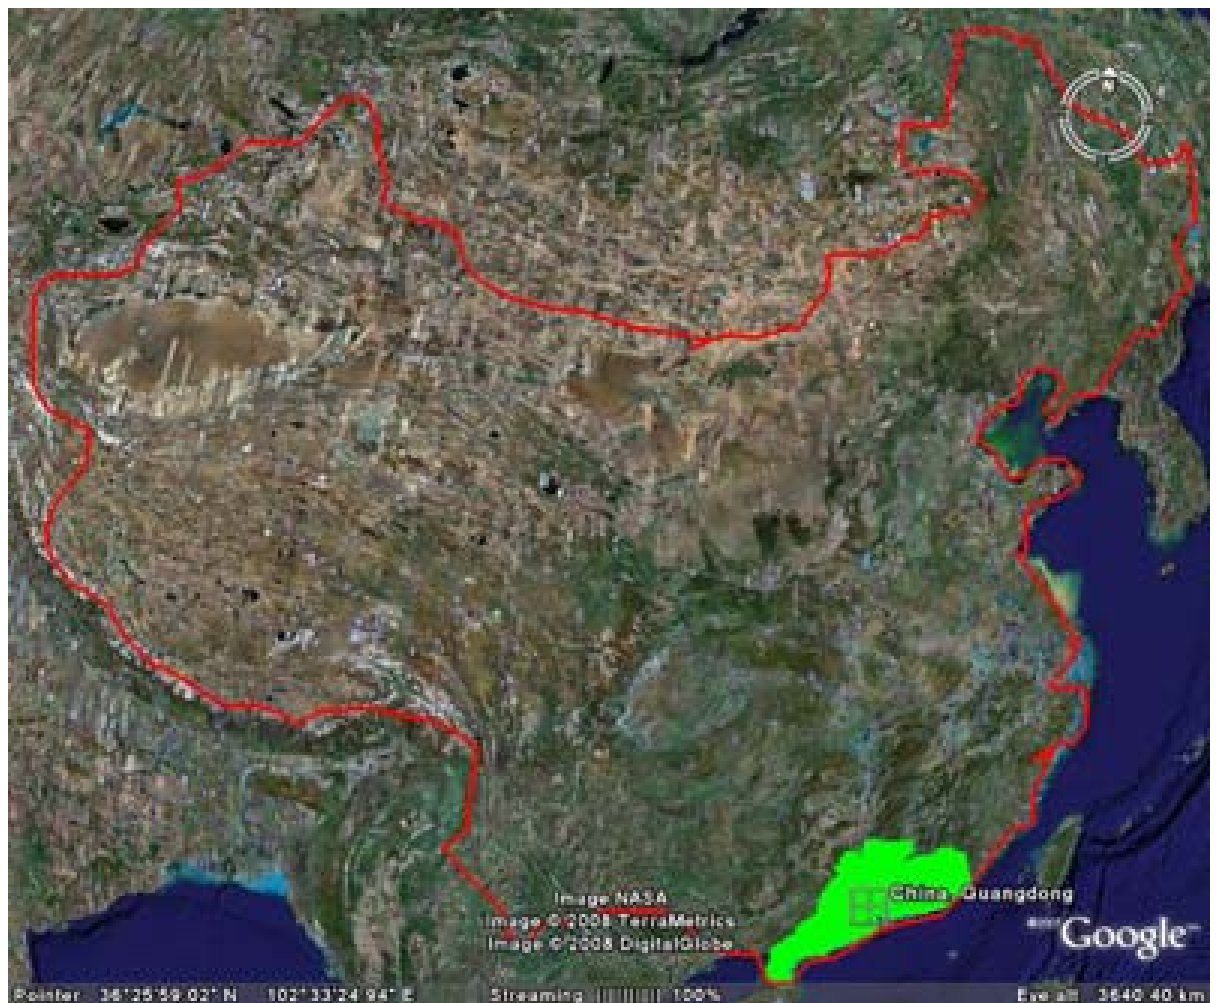 N
Image NASA
Image © 2008 TerraMetrics
Image © 2008 DigitalGlobe
China, Guangdong
Google
Pointer 36°25'59.02" N 102°33'24.94" E Streaming ||||||||| 100% Eye alt 3640.40 km